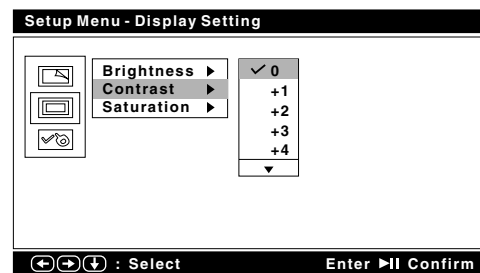 Setup Menu - Display Setting
Brightness ▶
Contrast ▶
Saturation ▶
✓ 0
+1
+2
+3
+4
▼
: Select
Enter ▶II Confirm